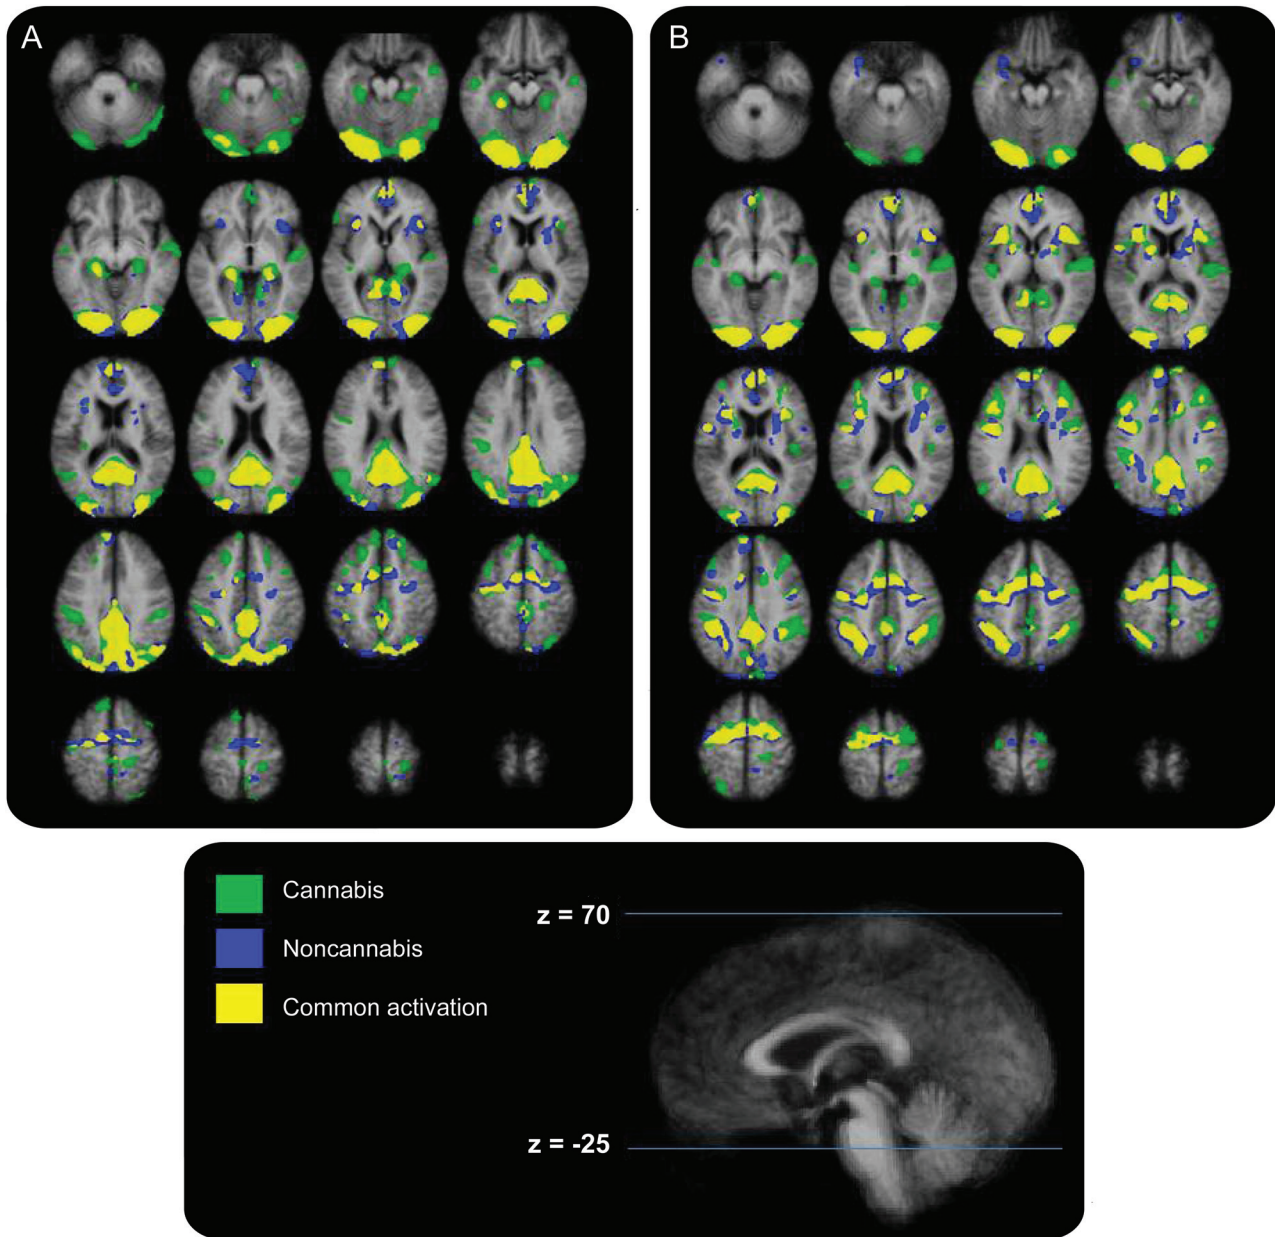 A
B
Cannabis
Noncannabis
Common activation
z = 70
z = -25